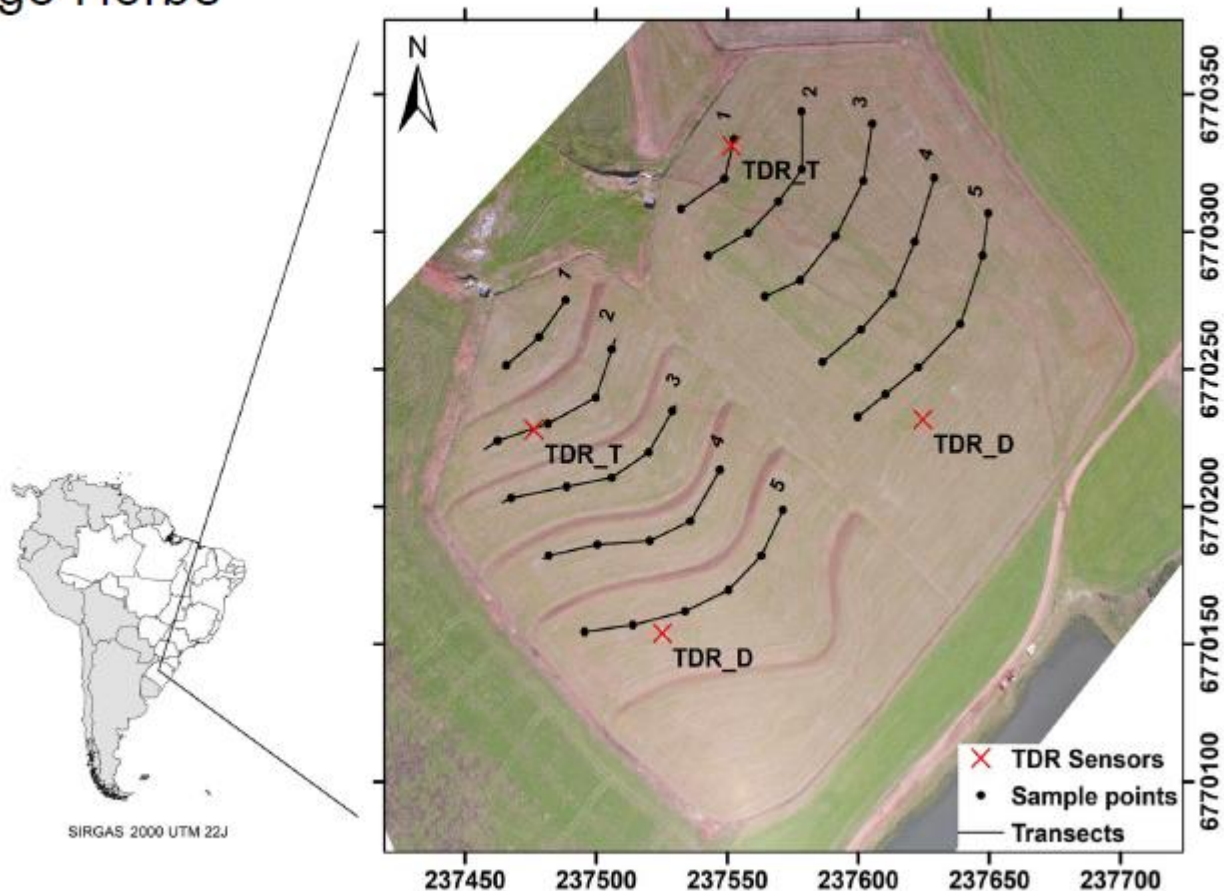 N
1
2
3
4
5
TDR_T
1
2
3
4
5
TDR_T
TDR_D
TDR_D
TDR Sensors
Sample points
Transects
6770350
6770300
6770250
6770200
6770150
6770100
237450 237500 237550 237600 237650 237700
SIRGAS 2000 UTM 22J